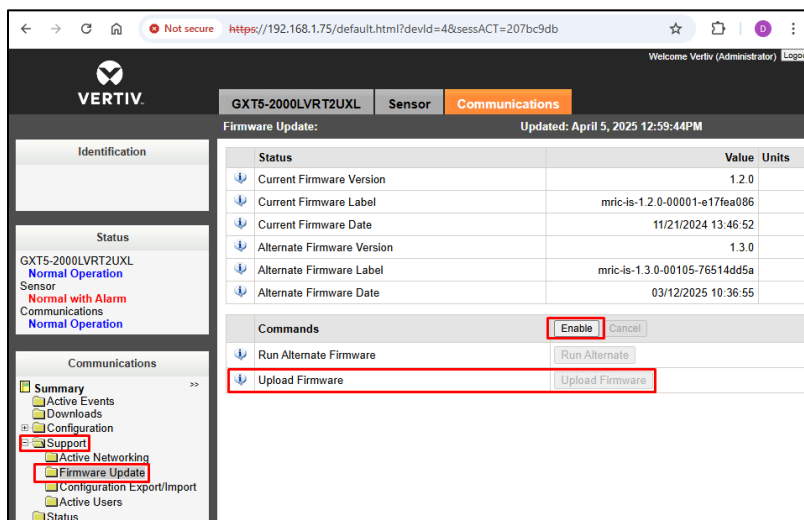 Not secure https://192.168.1.75/default.html?devId=4&sessACT=207bc9db D
Welcome Vertiv (Administrator)
VERTIV.
GXT5-2000LVRT2UXL Sensor Communications
Firmware Update: Updated: April 5, 2025 12:59:44PM
Identification
Status
GXT5-2000LVRT2UXL
Normal Operation
Sensor
Normal with Alarm
Communications
Normal Operation
Communications
Summary >>
Active Events
Downloads
Configuration
Support
Active Networking
Firmware Update
Configuration Export/Import
Active Users
Status
Status Value Units
Current Firmware Version 1.2.0
Current Firmware Label mric-is-1.2.0-00001-e17fea086
Current Firmware Date 11/21/2024 13:46:52
Alternate Firmware Version 1.3.0
Alternate Firmware Label mric-is-1.3.0-00105-76514dd5a
Alternate Firmware Date 03/12/2025 10:36:55
Commands Enable Cancel
Run Alternate Firmware Run Alternate
Upload Firmware Upload Firmware